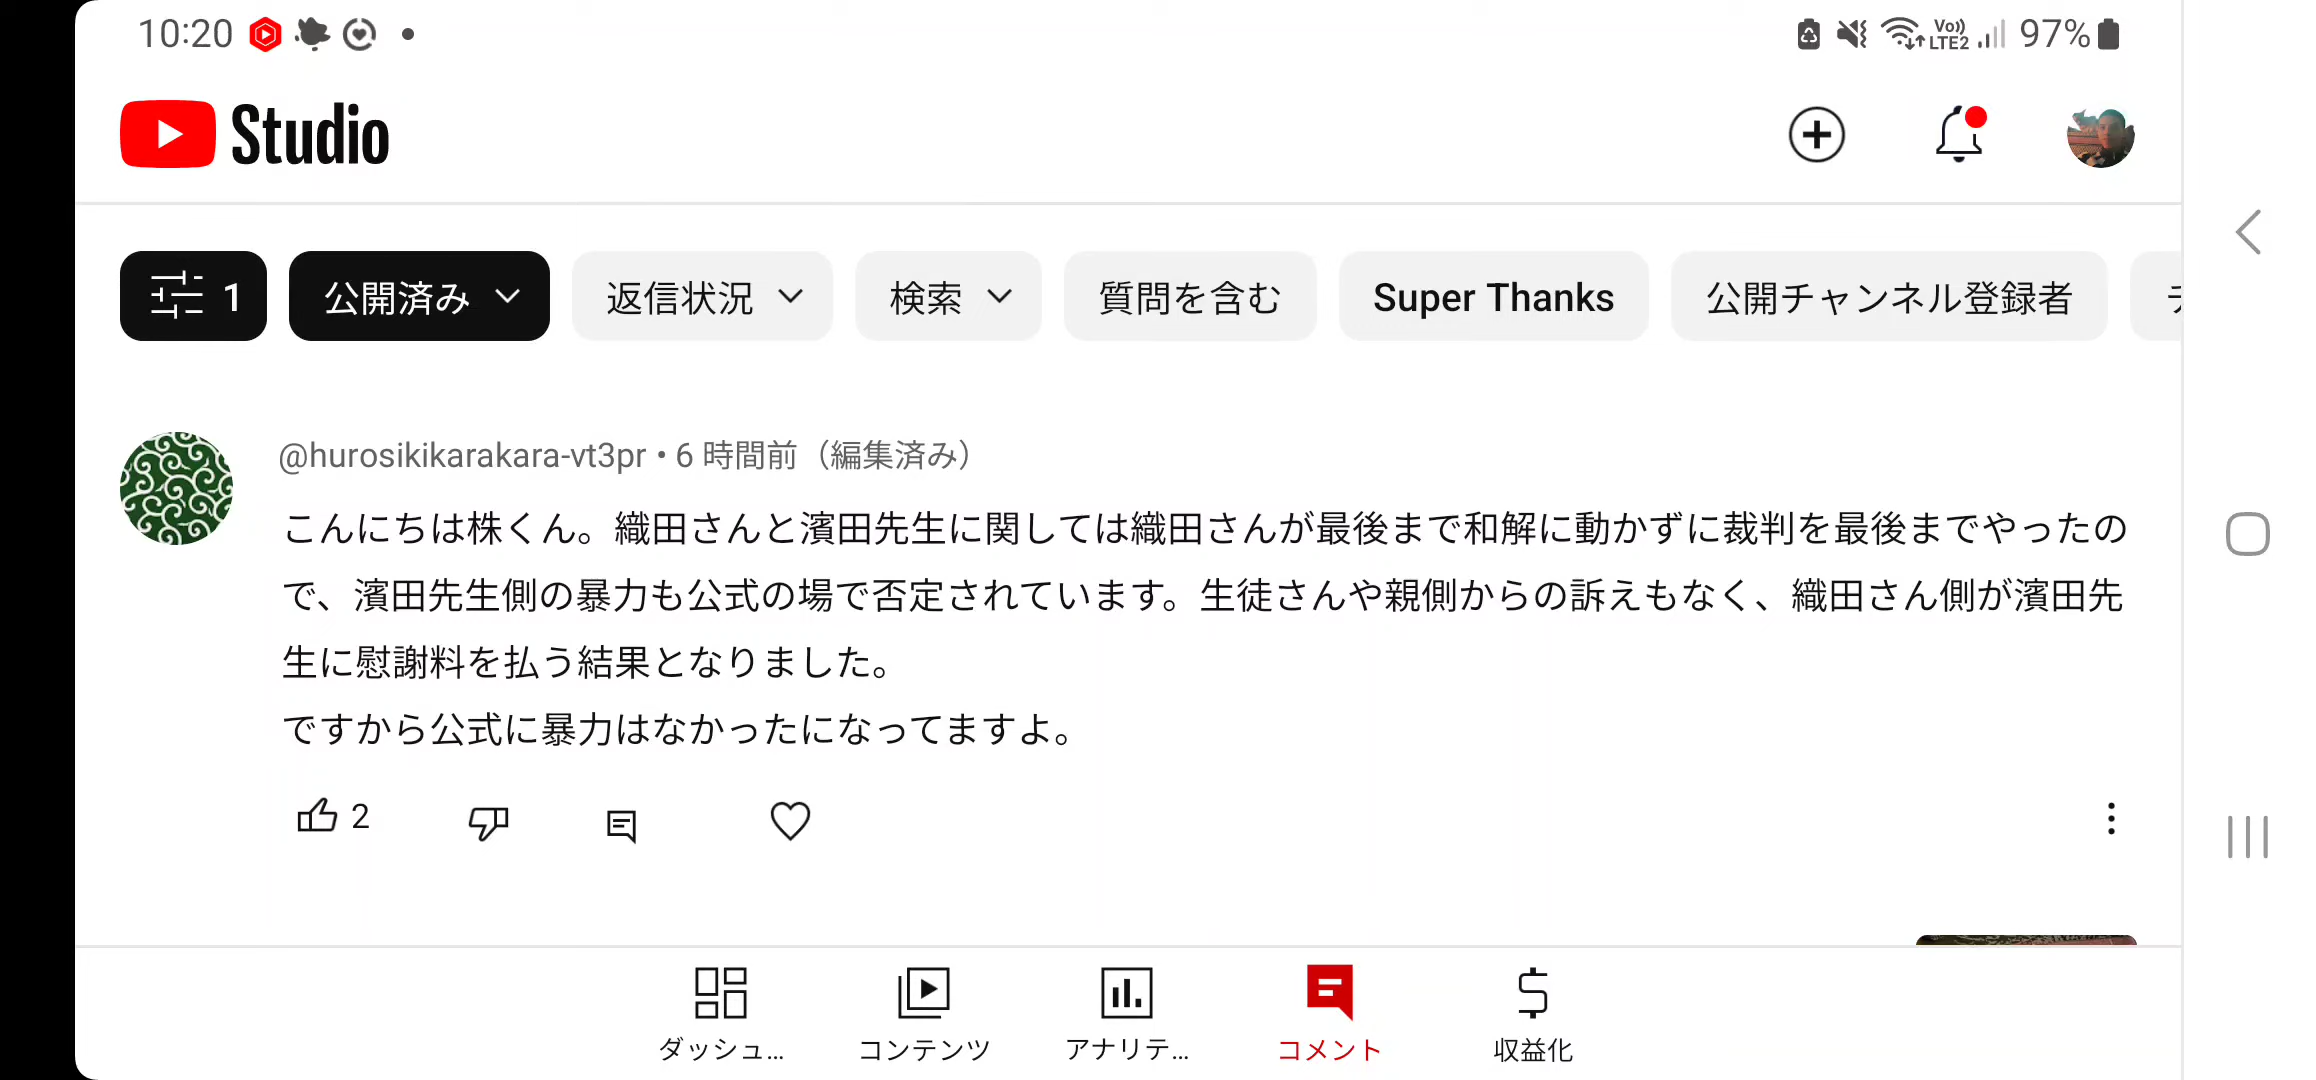 10:20
Vo))
LTE2
97%
Studio
1
公開済み
返信状況
検索
質問を含む
Super Thanks
公開チャンネル登録者
@hurosikikarakara-vt3pr • 6 時間前（編集済み）
こんにちは株くん。織田さんと濱田先生に関しては織田さんが最後まで和解に動かずに裁判を最後までやったの
で、濱田先生側の暴力も公式の場で否定されています。生徒さんや親側からの訴えもなく、織田さん側が濱田先
生に慰謝料を払う結果となりました。
ですから公式に暴力はなかったになってますよ。
2
ダッシュ...
コンテンツ
アナリテ...
コメント
収益化